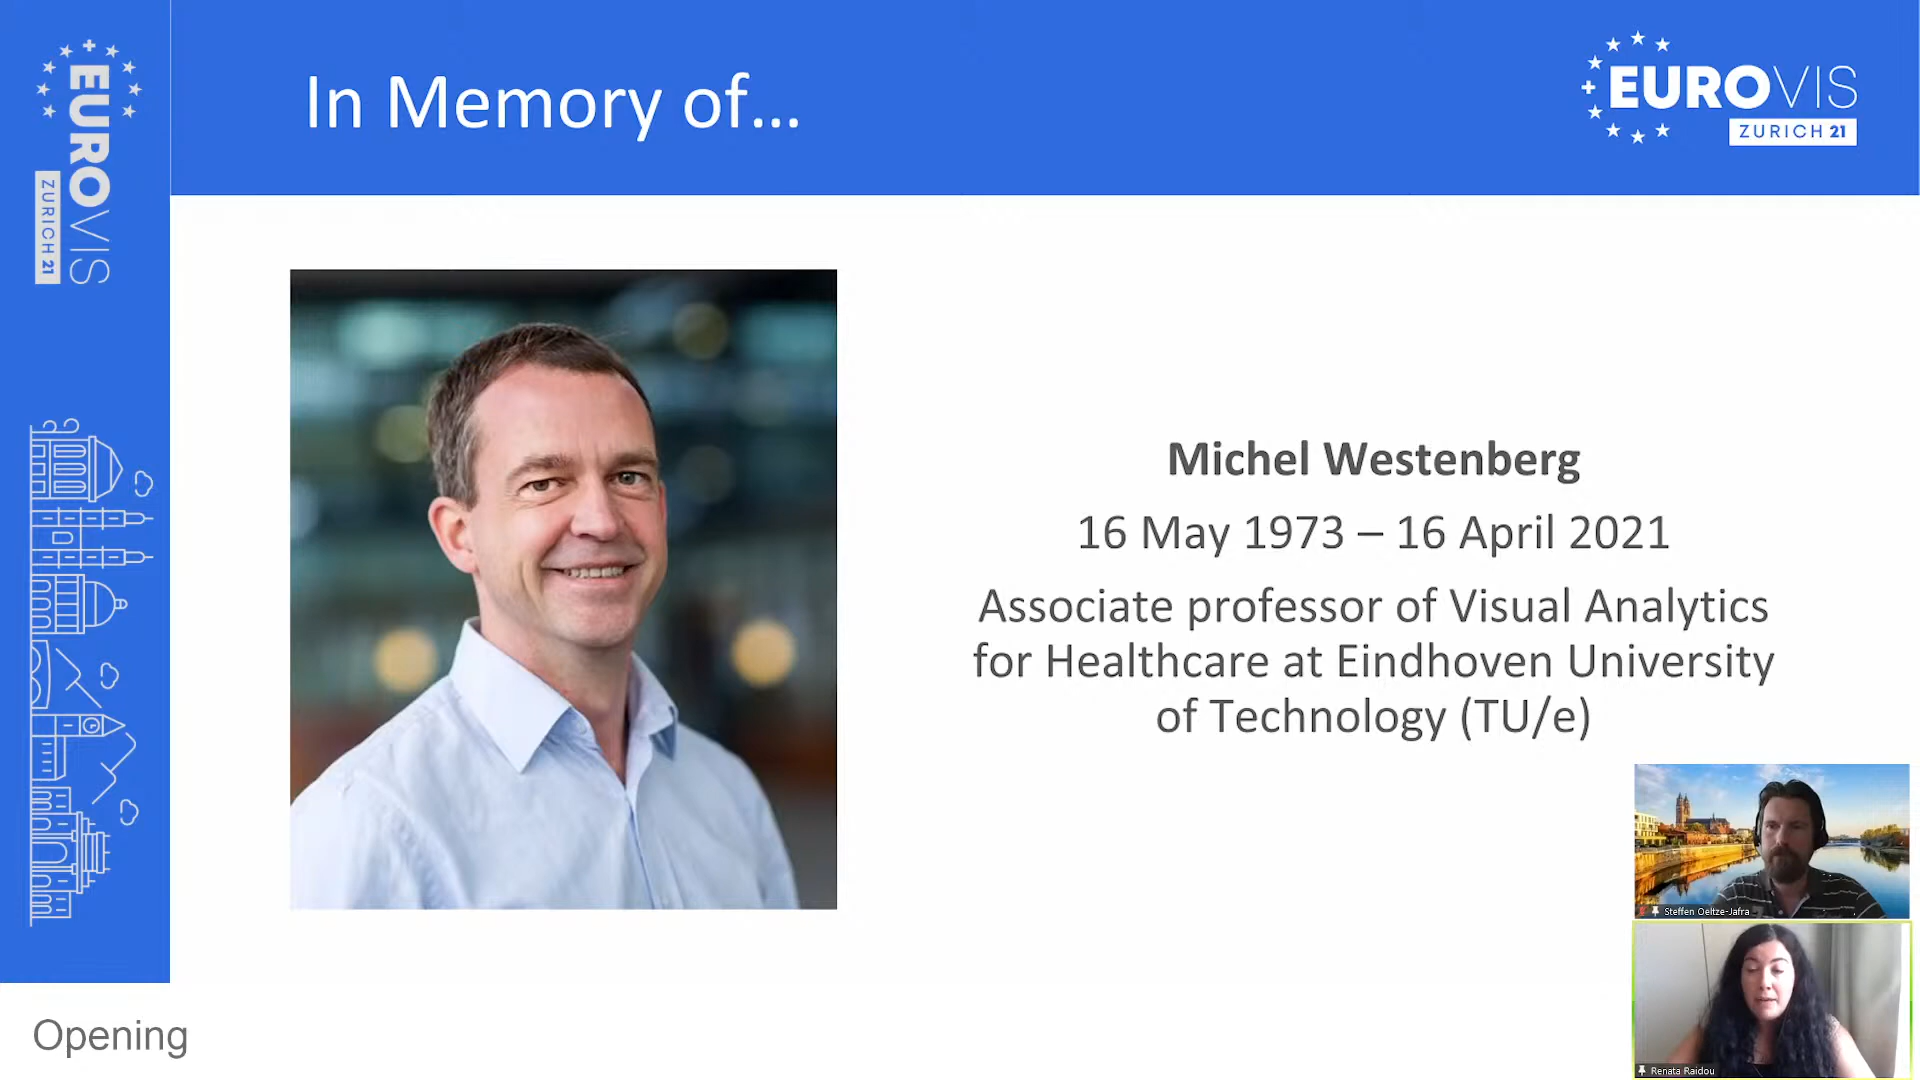 In Memory of...
EUROVIS
ZURICH 21
EUROVIS
ZURICH 21
Michel Westenberg
16 May 1973 – 16 April 2021
Associate professor of Visual Analytics
for Healthcare at Eindhoven University
of Technology (TU/e)
Steffen Oeltze-Jafra
Renata Raidou
Opening